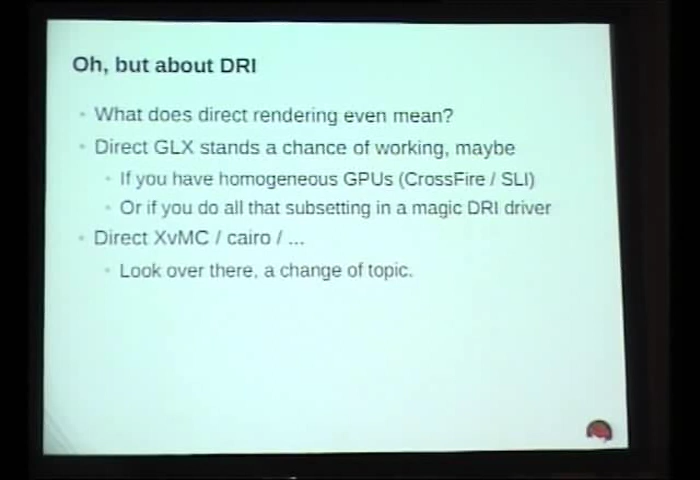 Oh, but about DRI
What does direct rendering even mean?
Direct GLX stands a chance of working, maybe
If you have homogeneous GPUs (CrossFire / SLI)
Or if you do all that subsetting in a magic DRI driver
Direct XvMC / cairo / ...
Look over there, a change of topic.